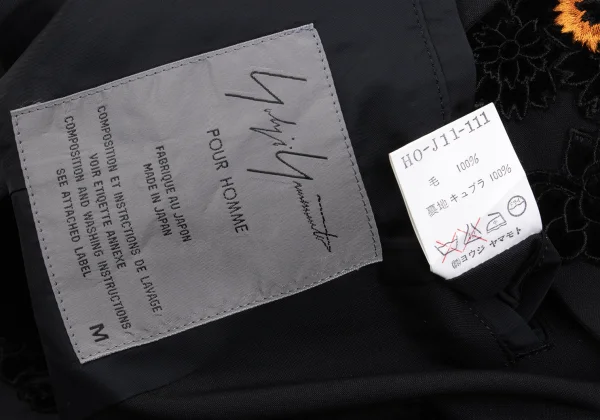 Yohji Yamamoto
POUR HOMME
FABRIQUE AU JAPON
MADE IN JAPAN
COMPOSITION ET INSTRCTIONS DE LAVAGE
VOIR ETIQETTE ANNEXE
COMPOSITION AND WASHING INSTRUCTIONS
SEE ATTACHED LABEL
M
HO-J11-111
毛 100%
裏地 キュプラ 100%
㈱ヨウジ ヤマモト